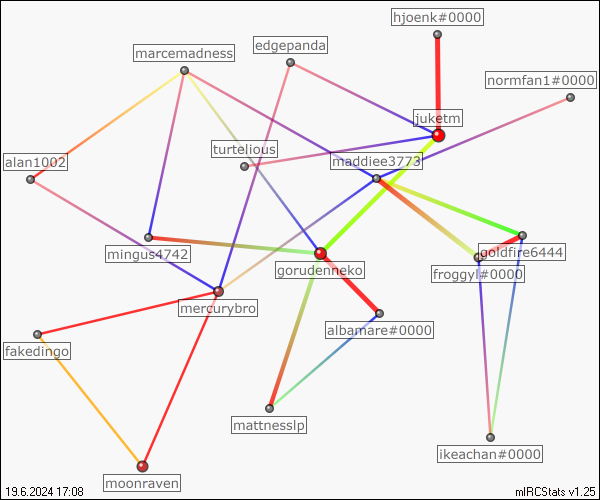 hjoenk#0000
edgepanda
marcemadness
normfan1#0000
juketm
turtelious
maddiee3773
alan1002
mingus4742
goldfire6444
gorudenneko
froggyl#0000
mercurybro
albamare#0000
fakedingo
mattnesslp
ikeachan#0000
moonraven
19.6.2024 17:08
mIRCStats v1.25